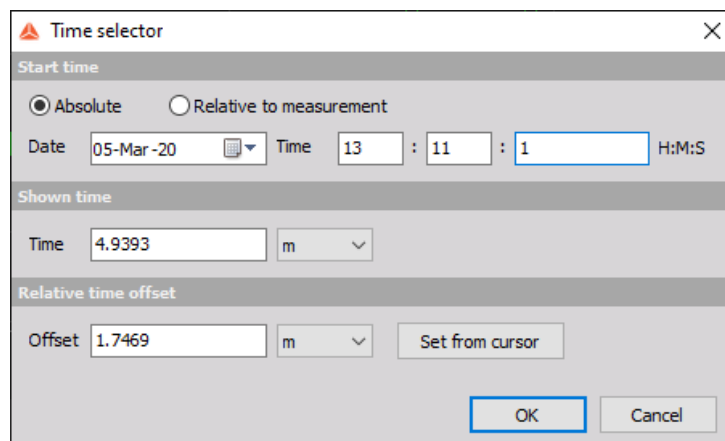 Time selector
Start time
Absolute Relative to measurement
Date 05-Mar-20 Time 13 : 11 : 1 H:M:S
Shown time
Time 4.9393 m
Relative time offset
Offset 1.7469 m Set from cursor
OK Cancel